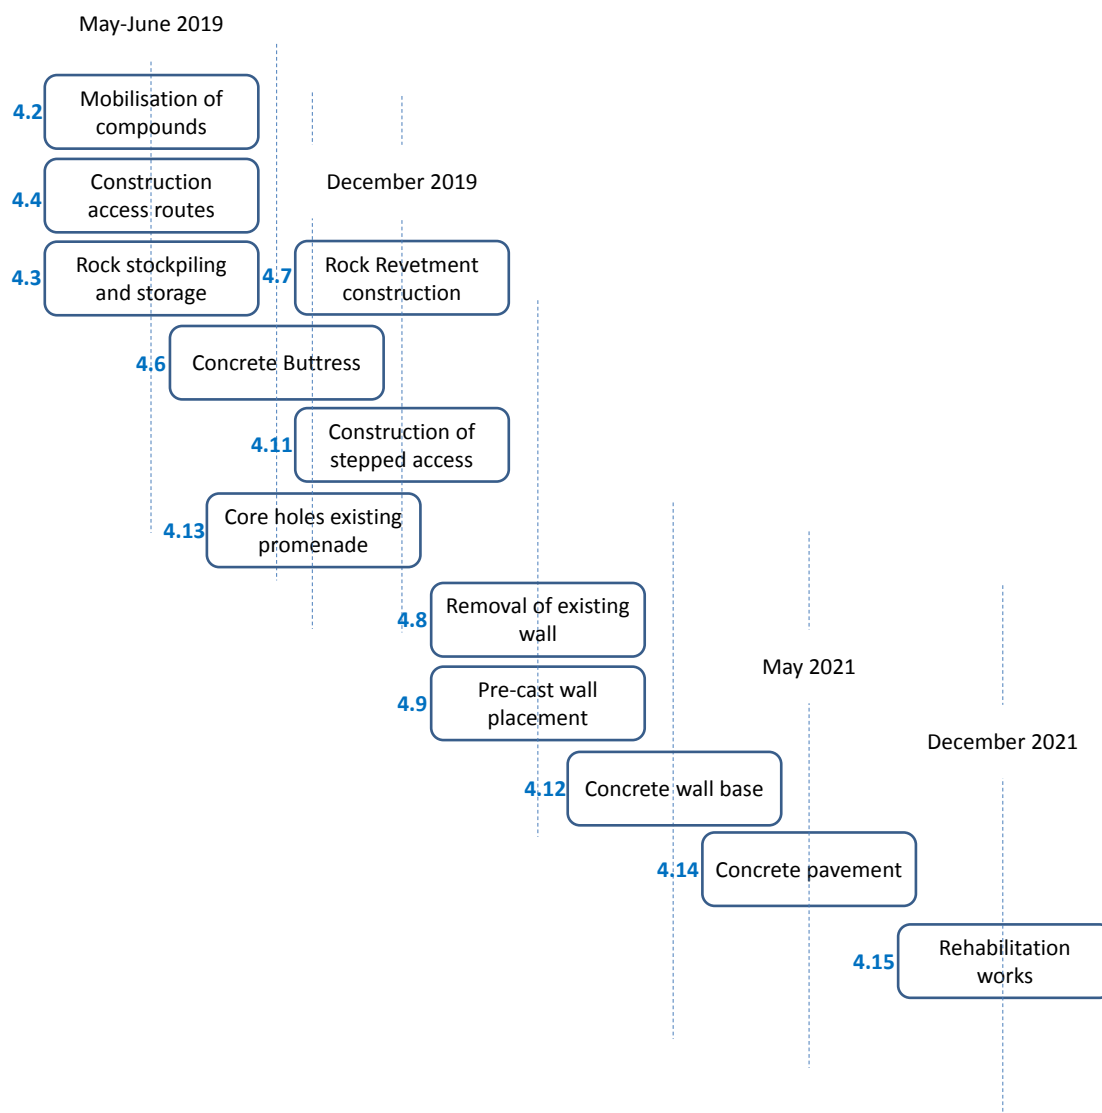 May-June 2019
4.2
Mobilisation of
compounds
December 2019
4.4
Construction
access routes
4.3
Rock stockpiling
and storage
4.7
Rock Revetment
construction
4.6
Concrete Buttress
4.11
Construction of
stepped access
4.13
Core holes existing
promenade
4.8
Removal of existing
wall
May 2021
4.9
Pre-cast wall
placement
December 2021
4.12
Concrete wall base
4.14
Concrete pavement
4.15
Rehabilitation
works